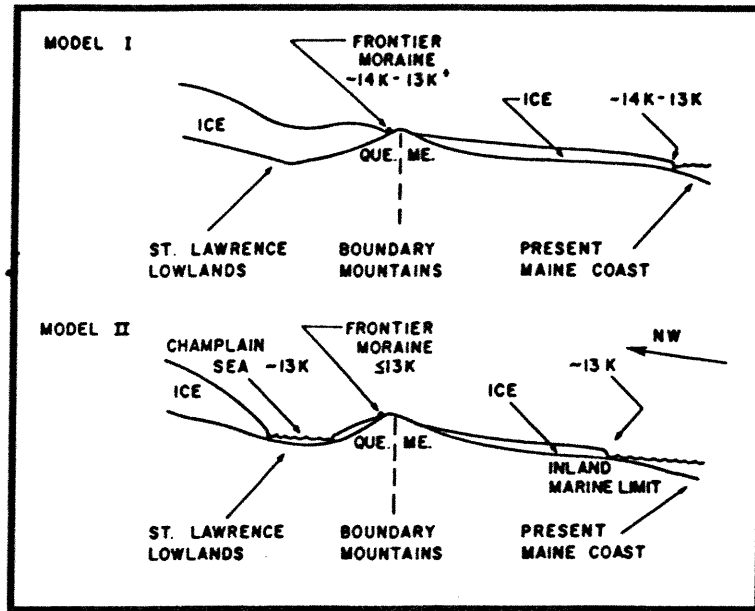 MODEL I
FRONTIER
MORAINE
~14K-13K+
ICE
~14K-13K
ICE
QUE. ME.
ST. LAWRENCE
LOWLANDS
BOUNDARY
MOUNTAINS
PRESENT
MAINE COAST
MODEL II
CHAMPLAIN
SEA ~13K
FRONTIER
MORAINE
≤13K
NW
~13K
ICE
ICE
QUE. ME.
INLAND
MARINE LIMIT
ST. LAWRENCE
LOWLANDS
BOUNDARY
MOUNTAINS
PRESENT
MAINE COAST